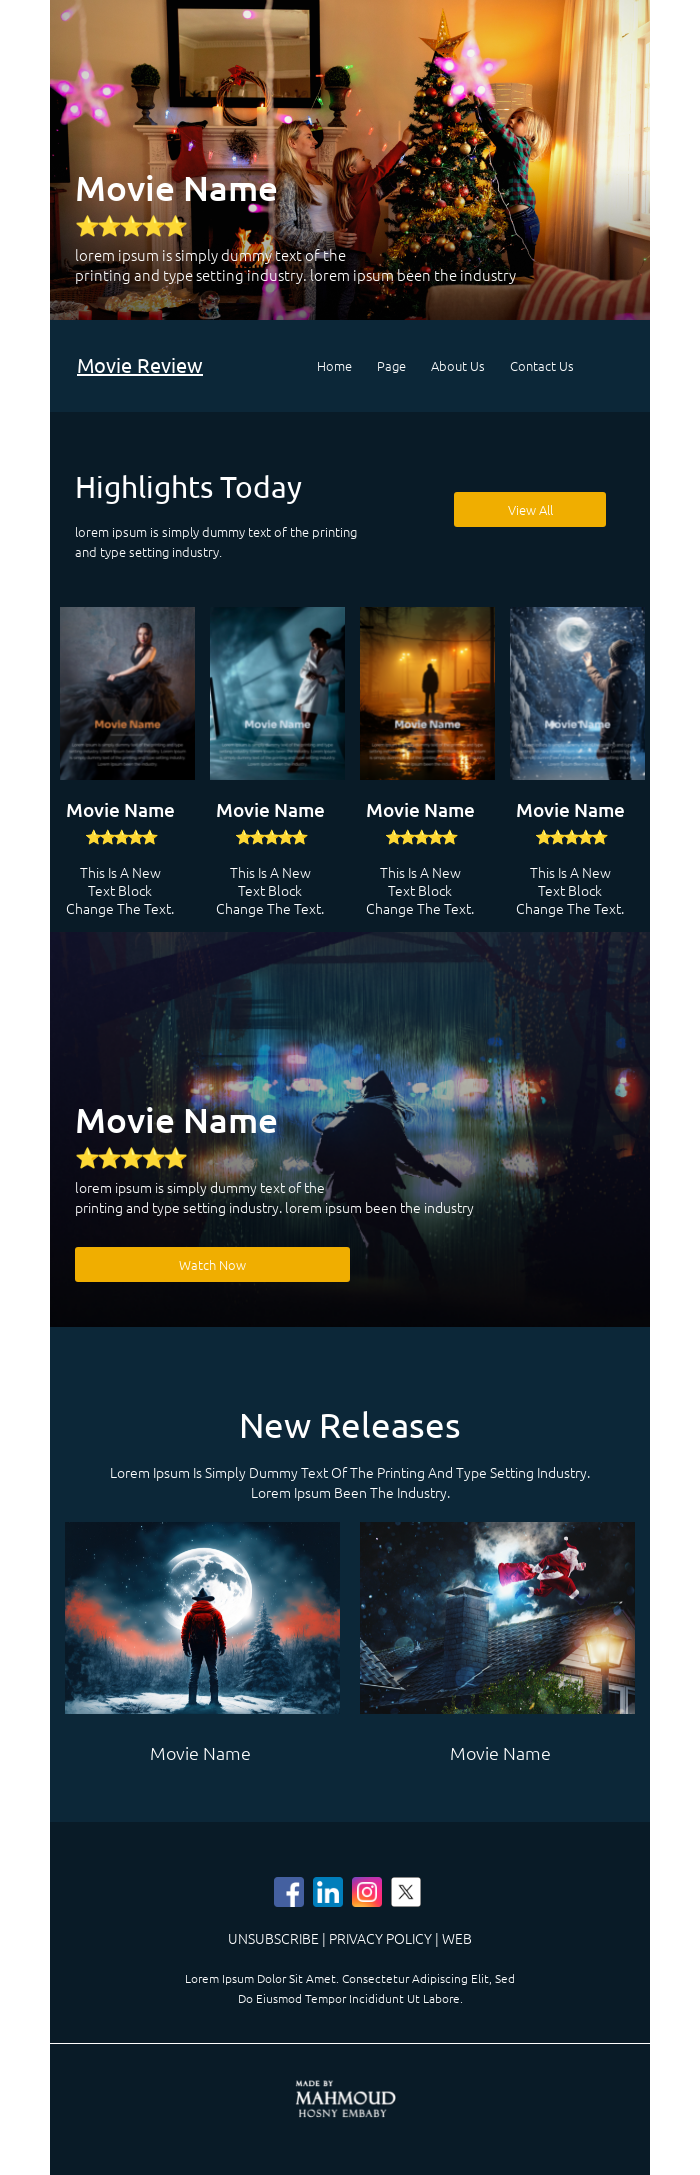 Movie Name
lorem ipsum is simply dummy text of the
printing and type setting industry. lorem ipsum been the industry
Movie Review
Home Page About Us Contact Us
Highlights Today
View All
lorem ipsum is simply dummy text of the printing
and type setting industry.
Movie Name Movie Name Movie Name Movie Name
Movie Name Movie Name Movie Name Movie Name
This Is A New This Is A New This Is A New This Is A New
Text Block Text Block Text Block Text Block
Change The Text. Change The Text. Change The Text. Change The Text.
Movie Name
lorem ipsum is simply dummy text of the
printing and type setting industry. lorem ipsum been the industry
Watch Now
New Releases
Lorem Ipsum Is Simply Dummy Text Of The Printing And Type Setting Industry.
Lorem Ipsum Been The Industry.
Movie Name Movie Name
UNSUBSCRIBE | PRIVACY POLICY | WEB
Lorem Ipsum Dolor Sit Amet. Consectetur Adipiscing Elit, Sed
Do Eiusmod Tempor Incididunt Ut Labore.
MADE BY
MAHMOUD
HOSNY EMBABY